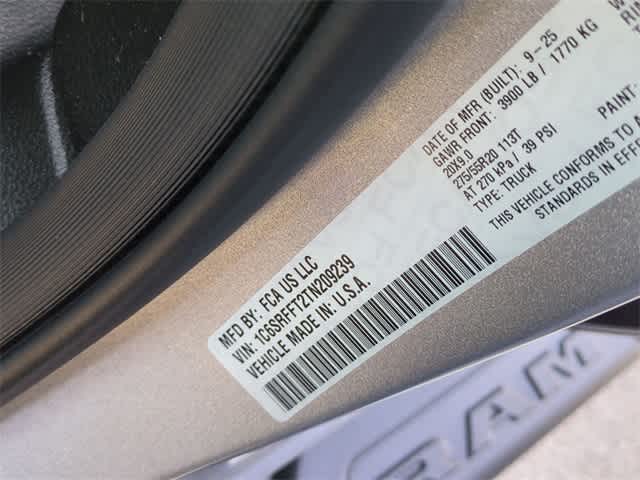 MFD BY: FCA US LLC
VIN: 1C6SRFFT2TN209239
VEHICLE MADE IN: U.S.A.
DATE OF MFR (BUILT): 9-25
GAWR FRONT: 3900 LB / 1770 KG
20X9.0
275/55R20 113T
AT 270 kPa / 39 PSI
TYPE: TRUCK
THIS VEHICLE CONFORMS TO A
STANDARDS IN EFFE
PAINT:
RAM